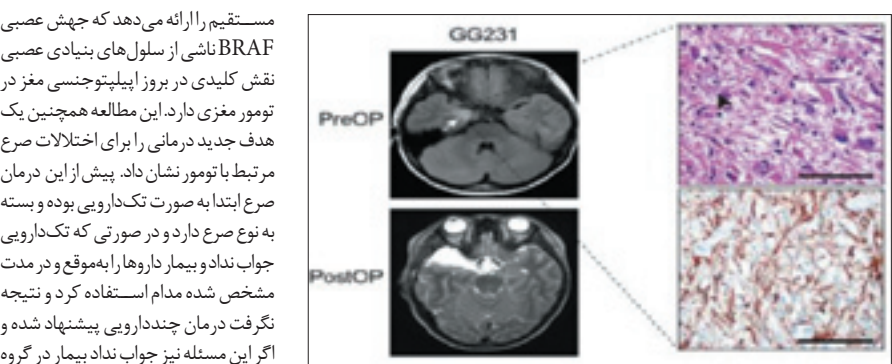 مستقیم را ارائه می‌دهد که جهش عصبی
BRAF ناشی از سلول‌های بنیادی عصبی
نقش کلیدی در بروز اپیلپتوجنسی مغز در
تومور مغزی دارد. این مطالعه همچنین یک
هدف جدید درمانی را برای اختلالات صرع
مرتبط با تومور نشان داد. پیش از این درمان
صرع ابتدا به صورت تک‌دارویی بوده و بسته
به نوع صرع دارد و در صورتی که تک‌دارویی
جواب نداد و بیمار داروها را به‌موقع و در مدت
مشخص شده مدام استفاده کرد و نتیجه
نگرفت درمان چنددارویی پیشنهاد شده و
اگر این مسئله نیز جواب نداد بیمار در گروه
GG231
PreOP
PostOP